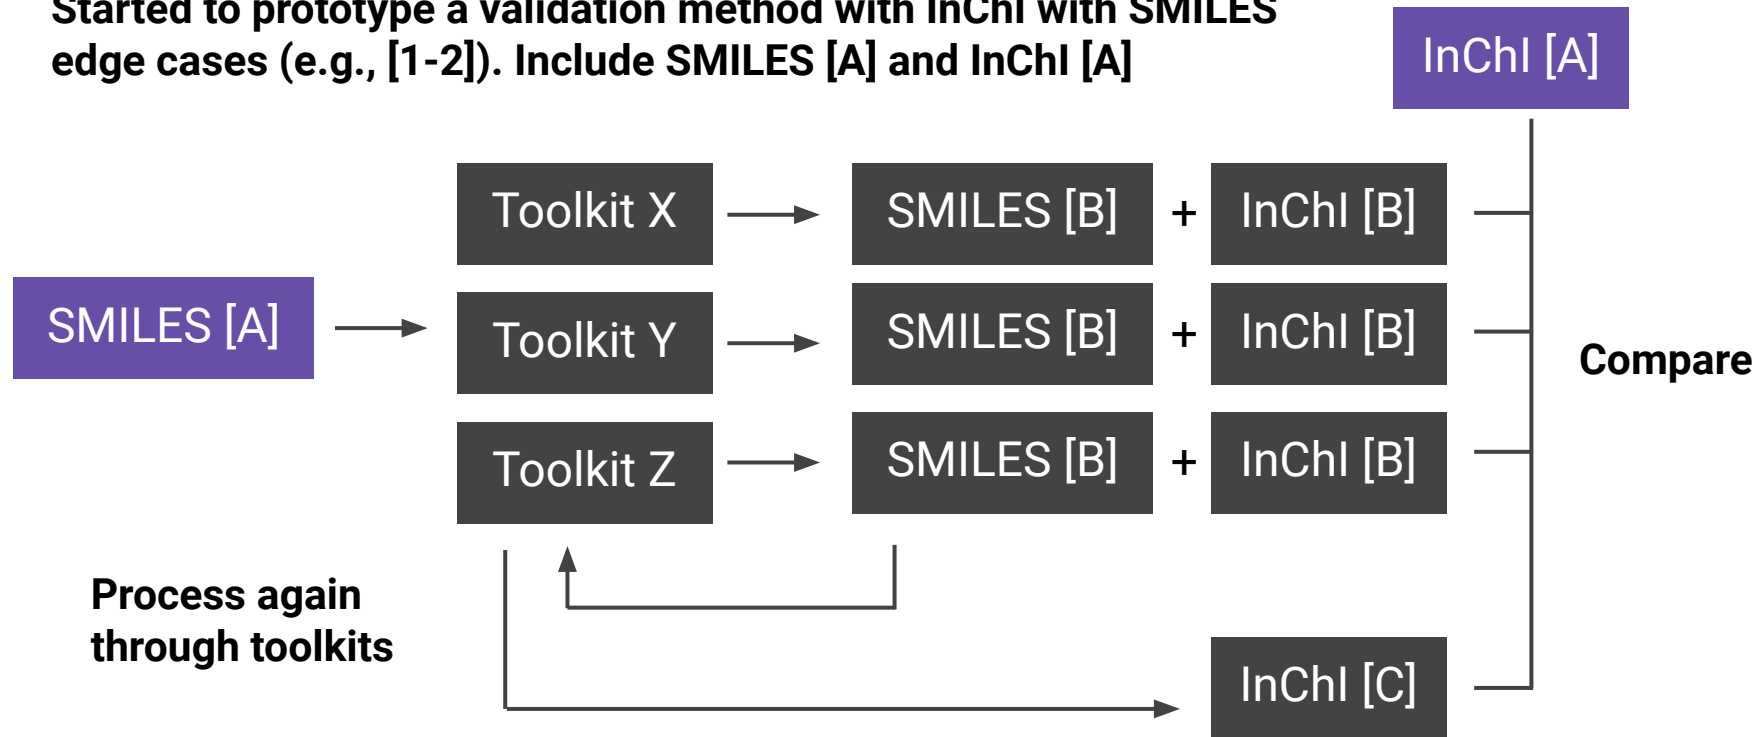 Started to prototype a validation method with InChI with SMILES
edge cases (e.g., [1-2]). Include SMILES [A] and InChI [A]
InChI [A]
Toolkit X
SMILES [B]
+
InChI [B]
SMILES [A]
Toolkit Y
SMILES [B]
+
InChI [B]
Compare
Toolkit Z
SMILES [B]
+
InChI [B]
Process again
through toolkits
InChI [C]